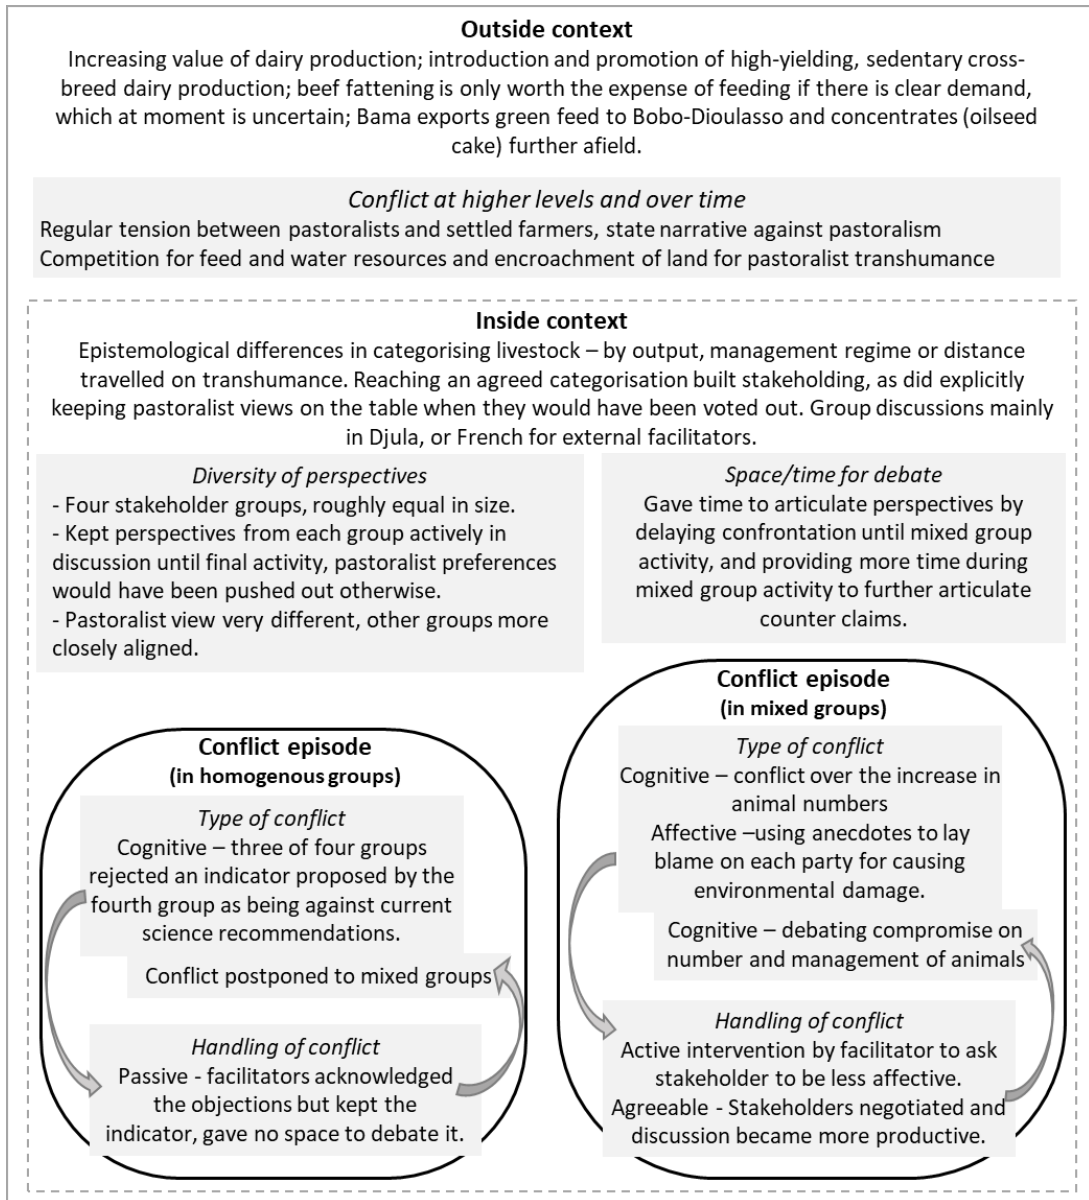 Outside context
Increasing value of dairy production; introduction and promotion of high-yielding, sedentary cross-
breed dairy production; beef fattening is only worth the expense of feeding if there is clear demand,
which at moment is uncertain; Bama exports green feed to Bobo-Dioulasso and concentrates (oilseed
cake) further afield.
Conflict at higher levels and over time
Regular tension between pastoralists and settled farmers, state narrative against pastoralism
Competition for feed and water resources and encroachment of land for pastoralist transhumance
Inside context
Epistemological differences in categorising livestock – by output, management regime or distance
travelled on transhumance. Reaching an agreed categorisation built stakeholding, as did explicitly
keeping pastoralist views on the table when they would have been voted out. Group discussions mainly
in Djula, or French for external facilitators.
Diversity of perspectives
- Four stakeholder groups, roughly equal in size.
- Kept perspectives from each group actively in
discussion until final activity, pastoralist preferences
would have been pushed out otherwise.
- Pastoralist view very different, other groups more
closely aligned.
Space/time for debate
Gave time to articulate perspectives by
delaying confrontation until mixed group
activity, and providing more time during
mixed group activity to further articulate
counter claims.
Conflict episode
(in homogenous groups)
Type of conflict
Cognitive – three of four groups
rejected an indicator proposed by the
fourth group as being against current
science recommendations.
Conflict postponed to mixed groups
Handling of conflict
Passive - facilitators acknowledged
the objections but kept the
indicator, gave no space to debate it.
Conflict episode
(in mixed groups)
Type of conflict
Cognitive – conflict over the increase in
animal numbers
Affective –using anecdotes to lay
blame on each party for causing
environmental damage.
Cognitive – debating compromise on
number and management of animals
Handling of conflict
Active intervention by facilitator to ask
stakeholder to be less affective.
Agreeable - Stakeholders negotiated and
discussion became more productive.